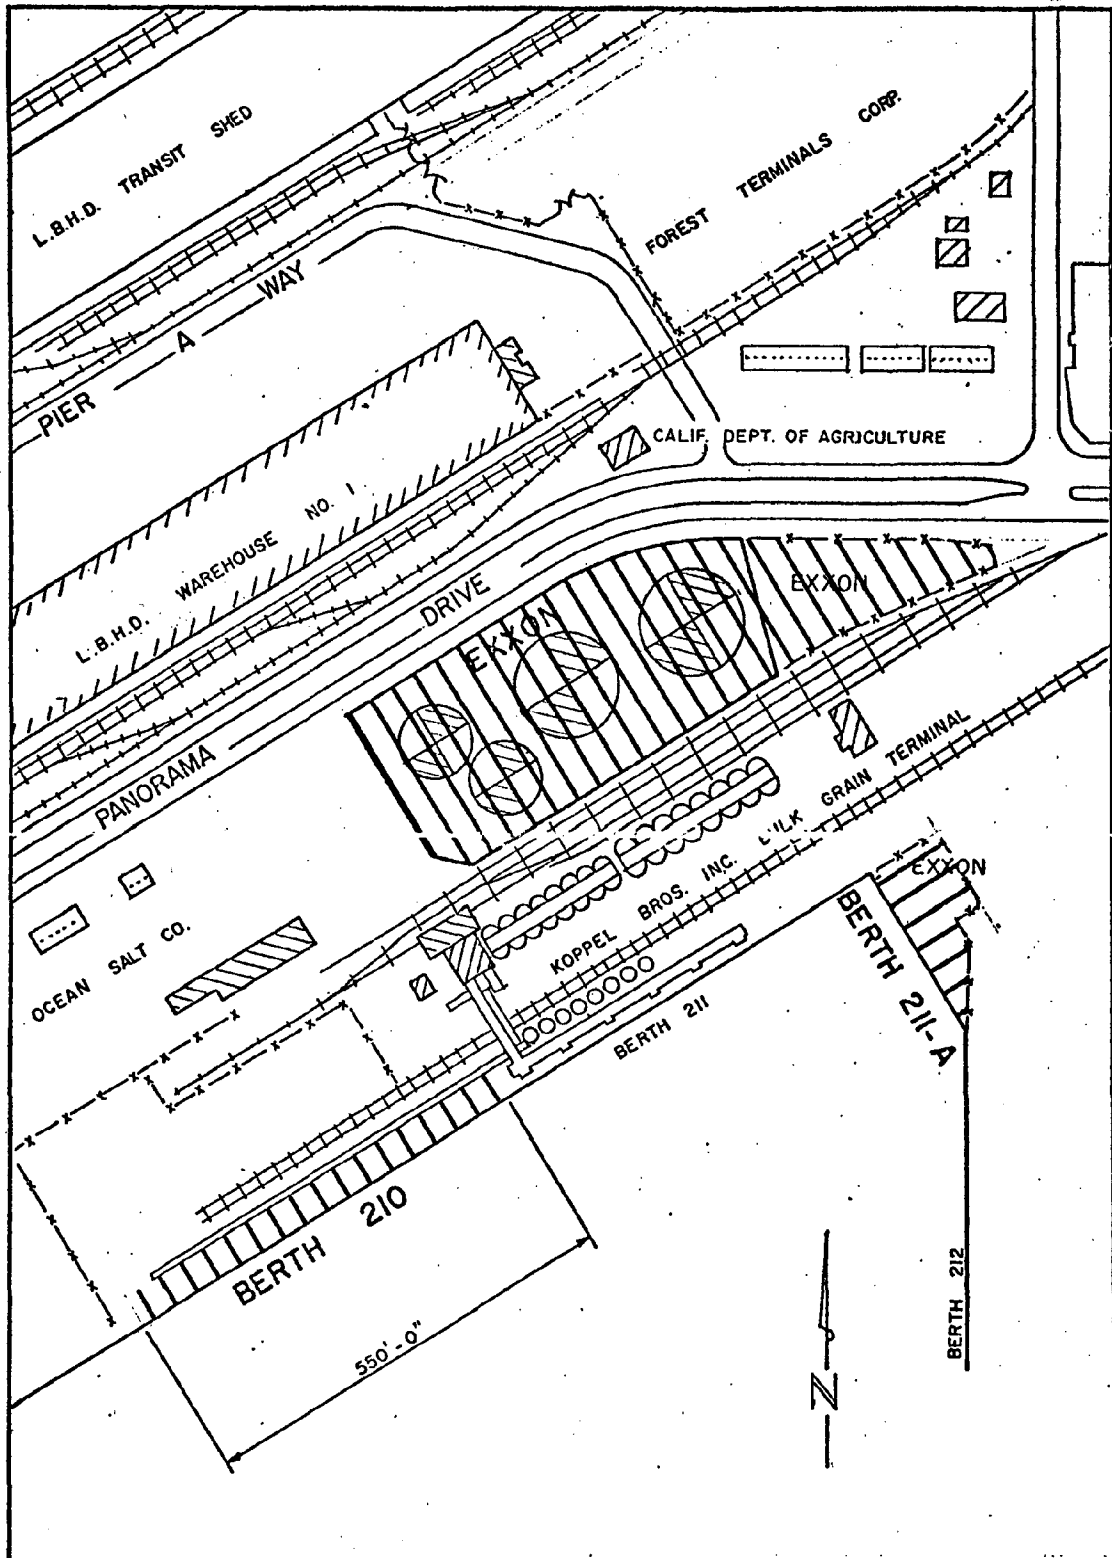 L.B.H.D. TRANSIT SHED
FOREST TERMINALS CORP.
PIER A WAY
CALIF. DEPT. OF AGRICULTURE
L.B.H.D. WAREHOUSE NO. 1
PANORAMA DRIVE
EXXON
EXXON
OCEAN SALT CO.
KOPPEL BROS. INC. BULK GRAIN TERMINAL
EXXON
BERTH 211-A
BERTH 211
BERTH 210
BERTH 212
550'-0"
N